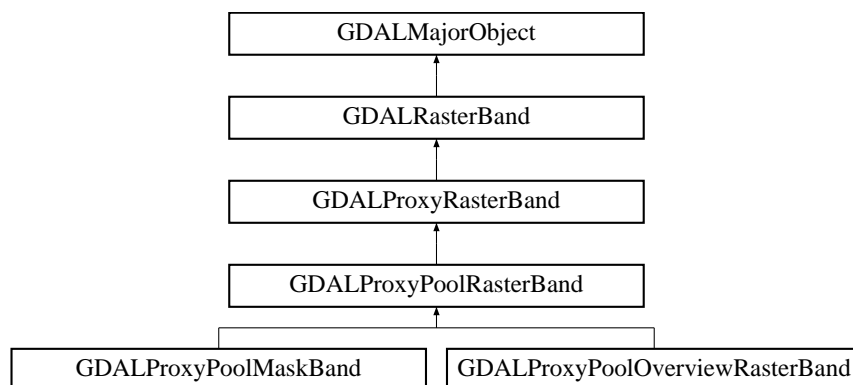 GDALMajorObject
GDALRasterBand
GDALProxyRasterBand
GDALProxyPoolRasterBand
GDALProxyPoolMaskBand
GDALProxyPoolOverviewRasterBand